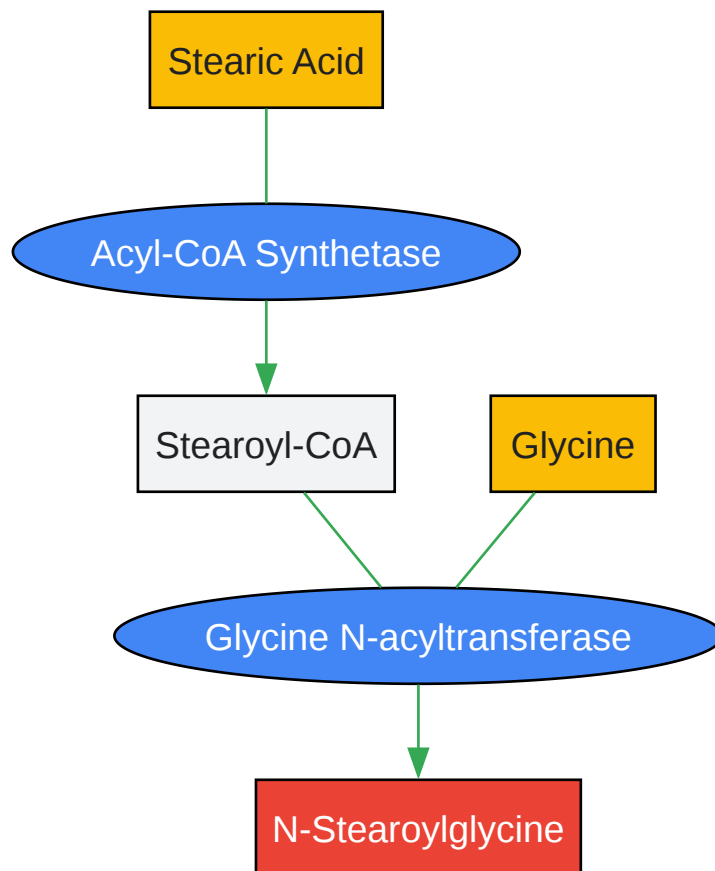 Stearic Acid
Acyl-CoA Synthetase
Stearoyl-CoA
Glycine
Glycine N-acyltransferase
N-Stearoylglycine